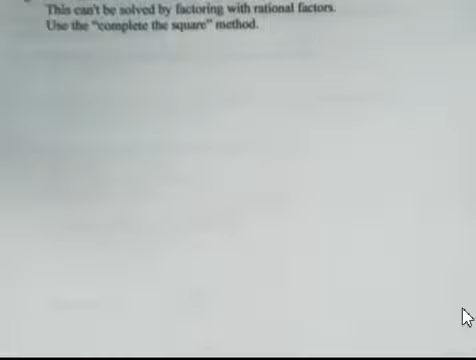 This can't be solved by factoring with rational factors.
Use the "complete the square" method.